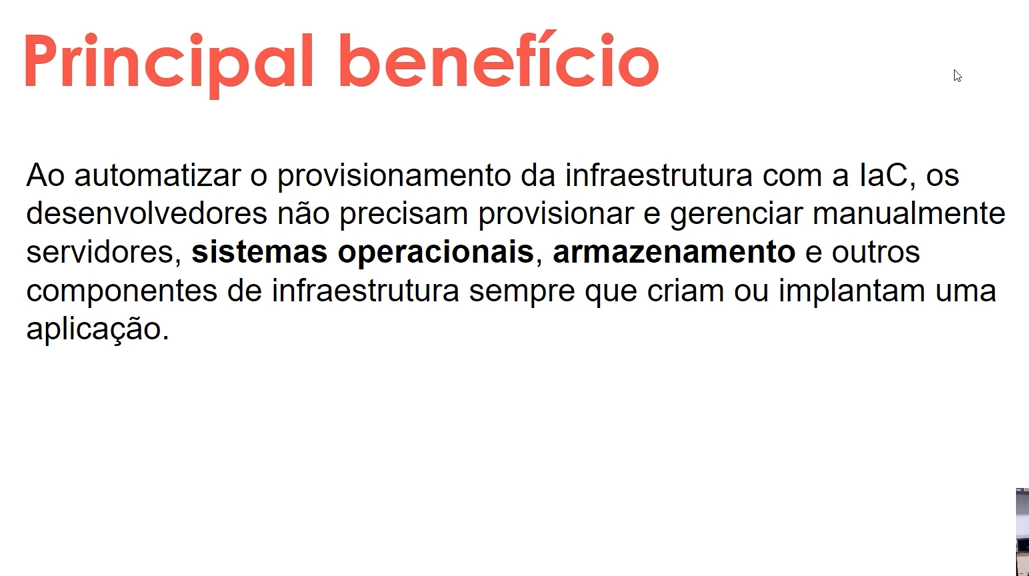 Principal benefício
Ao automatizar o provisionamento da infraestrutura com a IaC, os
desenvolvedores não precisam provisionar e gerenciar manualmente
servidores, sistemas operacionais, armazenamento e outros
componentes de infraestrutura sempre que criam ou implantam uma
aplicação.